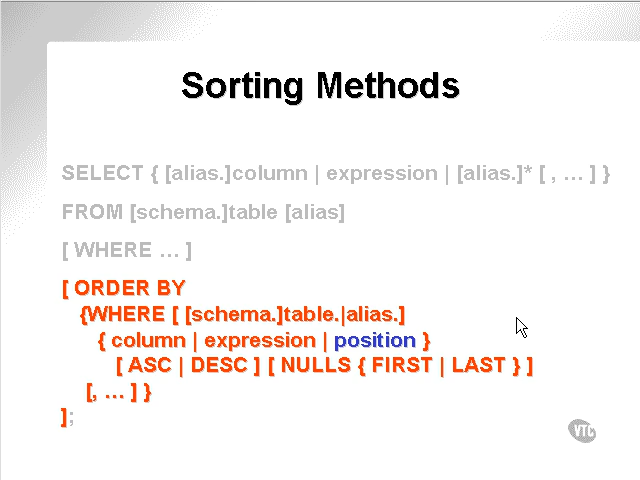 Sorting Methods
SELECT { [alias.]column | expression | [alias.]* [ , … ] }
FROM [schema.]table [alias]
[ WHERE … ]
[ ORDER BY
{WHERE [ [schema.]table.|alias.]
{ column | expression | position }
[ ASC | DESC ] [ NULLS { FIRST | LAST } ]
[, … ] }
];
VTC